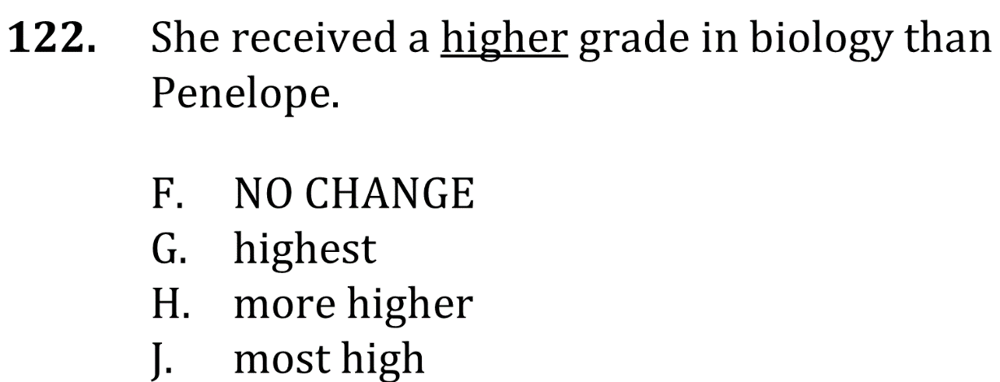 122. She received a higher grade in biology than
Penelope.
F. NO CHANGE
G. highest
H. more higher
J. most high